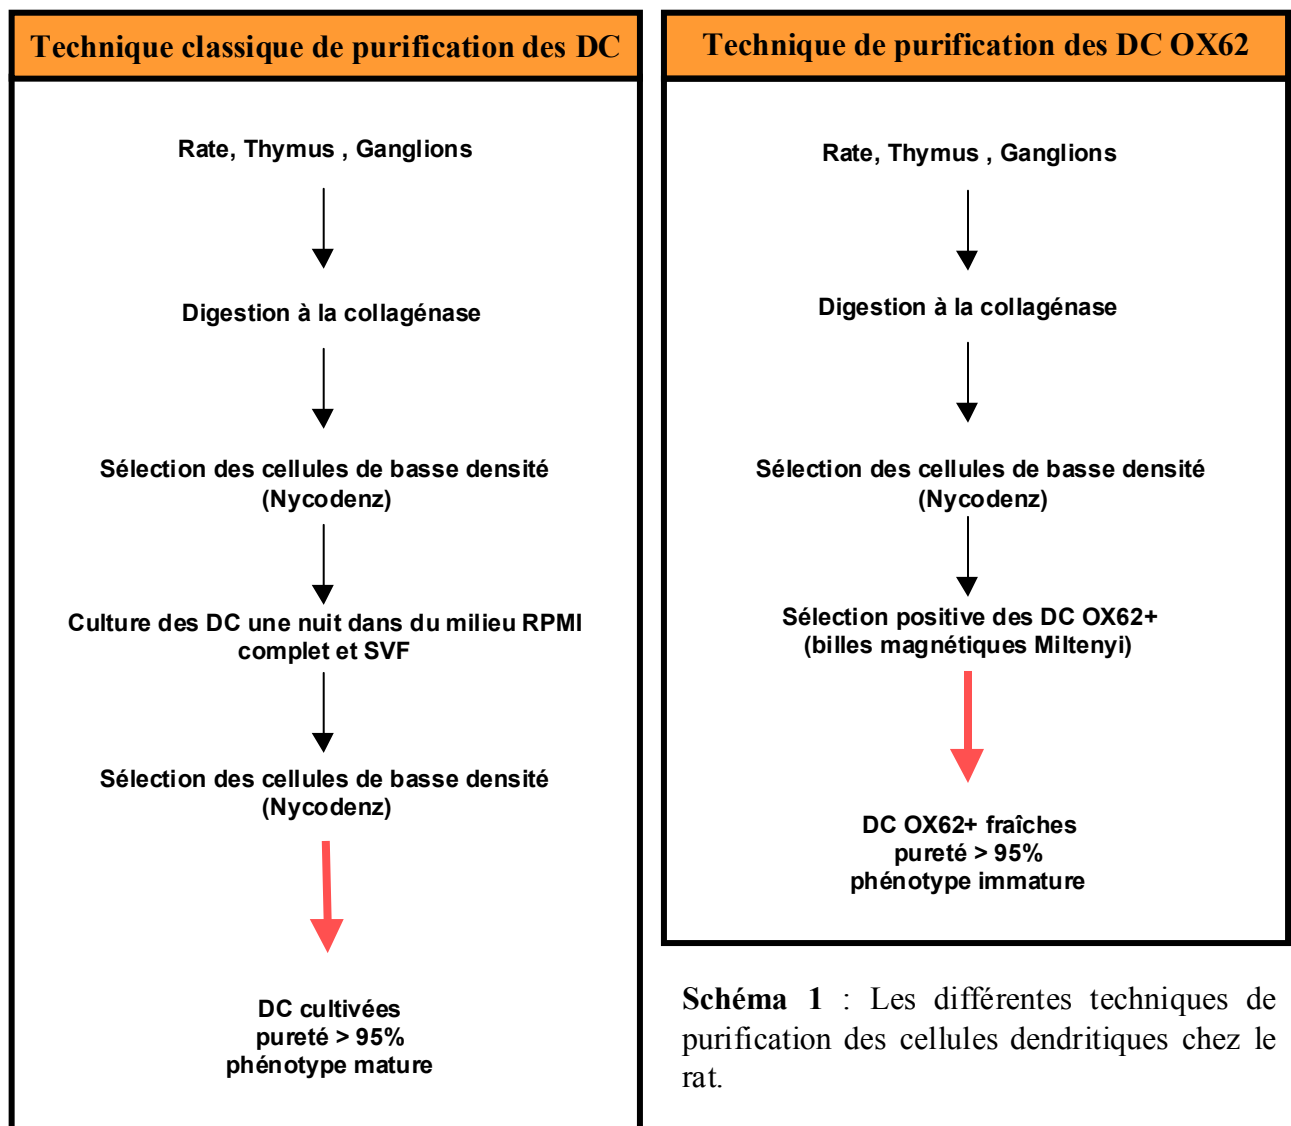 Technique classique de purification des DC
Rate, Thymus , Ganglions
Digestion à la collagénase
Sélection des cellules de basse densité
(Nycodenz)
Culture des DC une nuit dans du milieu RPMI
complet et SVF
Sélection des cellules de basse densité
(Nycodenz)
DC cultivées
pureté > 95%
phénotype mature
Technique de purification des DC OX62
Rate, Thymus , Ganglions
Digestion à la collagénase
Sélection des cellules de basse densité
(Nycodenz)
Sélection positive des DC OX62+
(billes magnétiques Miltenyi)
DC OX62+ fraîches
pureté > 95%
phénotype immature
Schéma 1 : Les différentes techniques de
purification des cellules dendritiques chez le
rat.